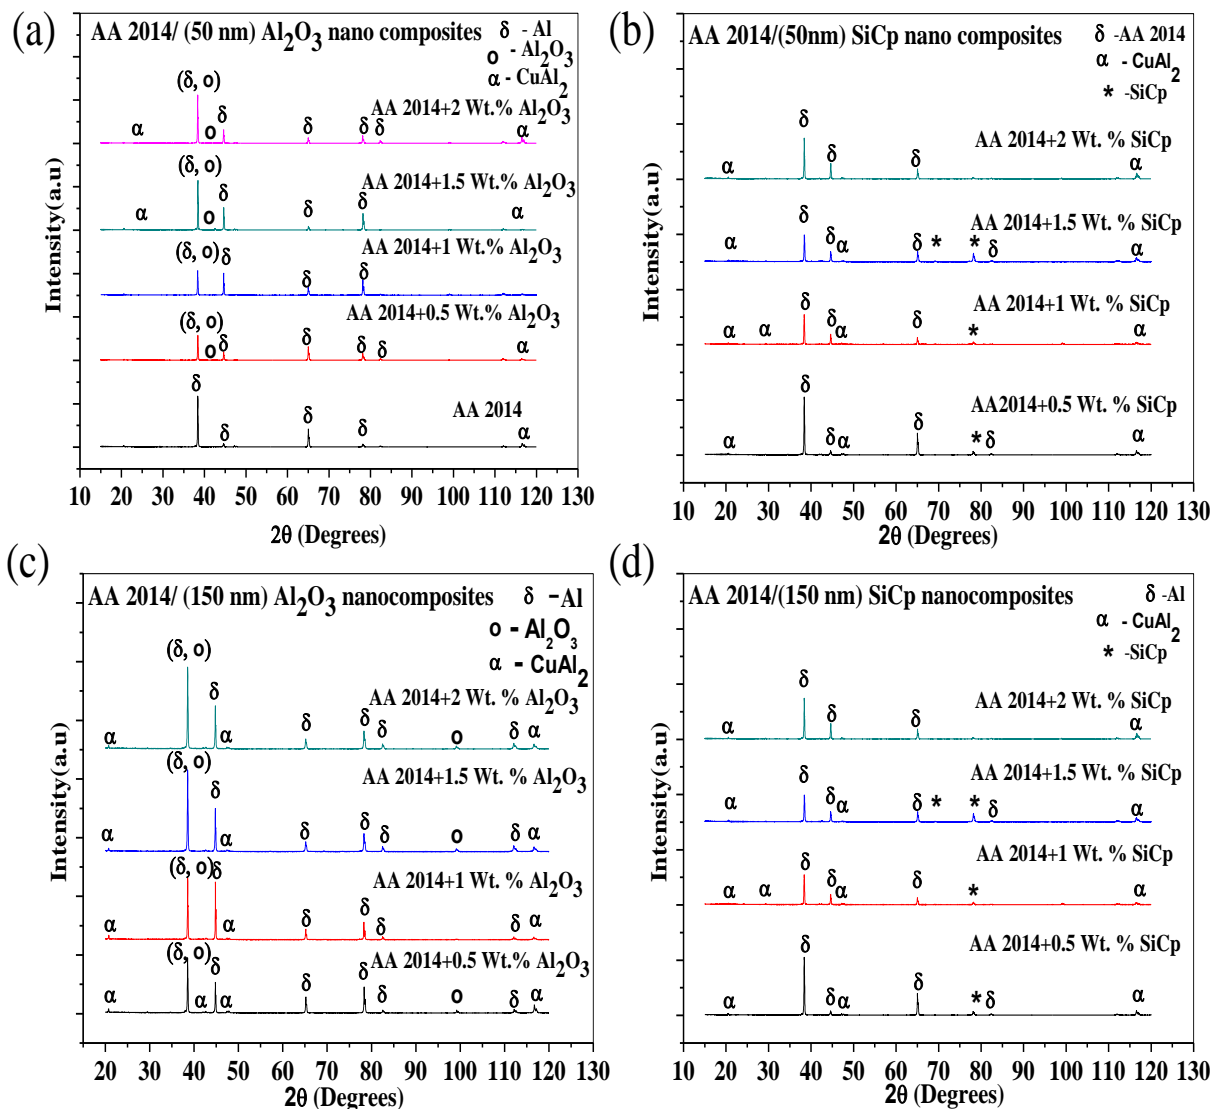 (a)
AA 2014/ (50 nm) Al2O3 nano composites
δ - Al
o - Al2O3
α - CuAl2
(δ, o)
AA 2014+2 Wt.% Al2O3
α o δ δ δ δ α
(δ, o)
AA 2014+1.5 Wt.% Al2O3
α o δ δ δ α
(δ, o)
AA 2014+1 Wt.% Al2O3
δ δ δ
AA 2014+0.5 Wt.% Al2O3
(δ, o)
o δ δ δ δ α
δ
AA 2014
δ δ δ α
Intensity(a.u)
10 20 30 40 50 60 70 80 90 100 110 120 130
2θ (Degrees)
(b)
AA 2014/(50nm) SiCp nano composites
δ -AA 2014
α - CuAl2
* -SiCp
δ
AA 2014+2 Wt. % SiCp
α δ δ α
δ
AA 2014+1.5 Wt. % SiCp
α δ α δ * * δ α
AA 2014+1 Wt. % SiCp
δ
α α δ α δ * α
δ
AA2014+0.5 Wt. % SiCp
α δ α δ * δ α
Intensity(a.u)
10 20 30 40 50 60 70 80 90 100 110 120 130
2θ (Degrees)
(c)
AA 2014/ (150 nm) Al2O3 nanocomposites
δ -Al
o - Al2O3
α - CuAl2
(δ, o)
AA 2014+2 Wt. % Al2O3
α δ α δ δ δ o δ α
(δ, o)
AA 2014+1.5 Wt. % Al2O3
α δ α δ δ δ o δ α
(δ, o)
AA 2014+1 Wt. % Al2O3
α δ α δ δ δ δ α
(δ, o)
AA 2014+0.5 Wt.% Al2O3
α α δ α δ δ δ o δ α
Intensity(a.u)
20 30 40 50 60 70 80 90 100 110 120 130
2θ (Degrees)
(d)
AA 2014/(150 nm) SiCp nanocomposites
δ -Al
α - CuAl2
* -SiCp
δ
AA 2014+2 Wt. % SiCp
α δ δ α
δ
AA 2014+1.5 Wt. % SiCp
α δ α δ * * δ α
AA 2014+1 Wt. % SiCp
δ
α α δ α δ * α
δ
AA 2014+0.5 Wt. % SiCp
α δ α δ * δ α
Intensity(a.u)
10 20 30 40 50 60 70 80 90 100 110 120 130
2θ (Degrees)